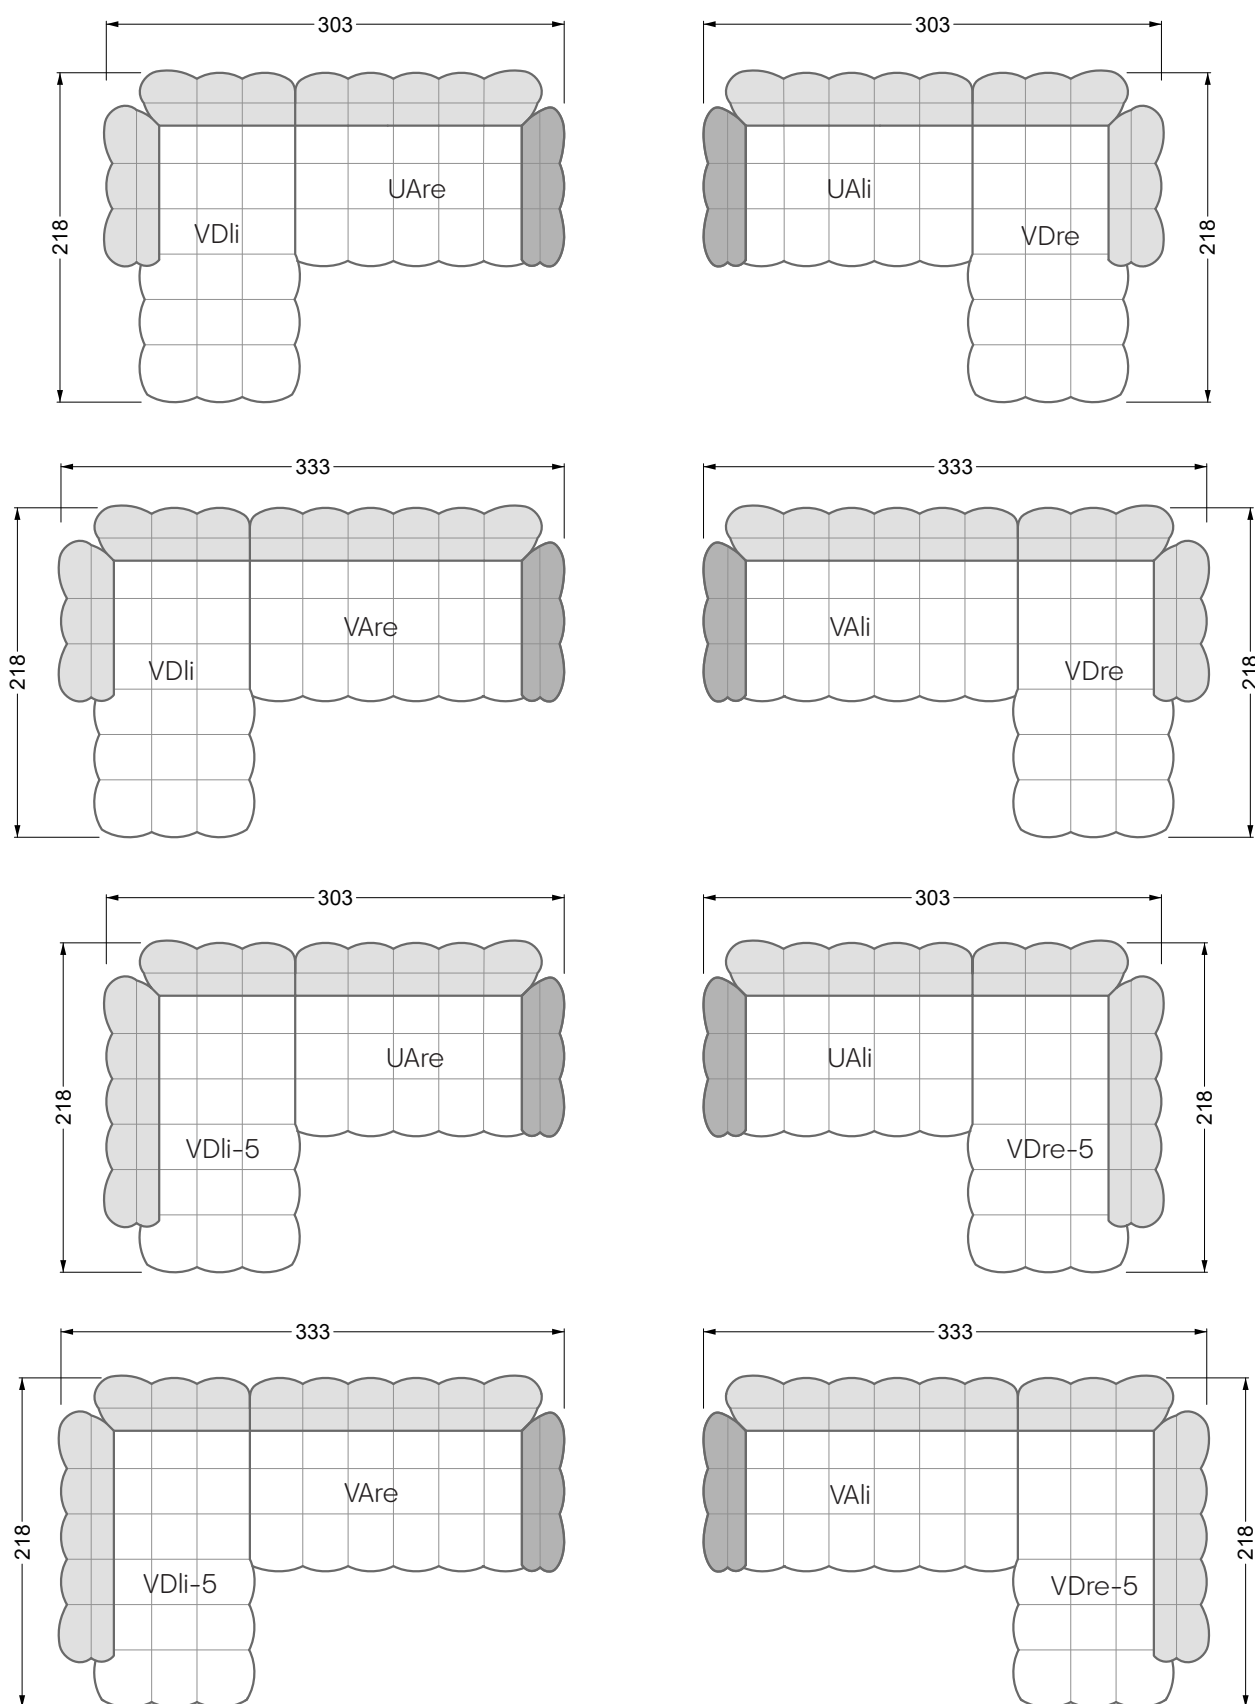 303
303
218
UAre
VDli
UAli
VDre
218
333
333
218
VAre
VDli
VAli
VDre
218
303
303
218
UAre
VDli-5
UAli
VDre-5
218
333
333
218
VAre
VDli-5
VAli
VDre-5
218